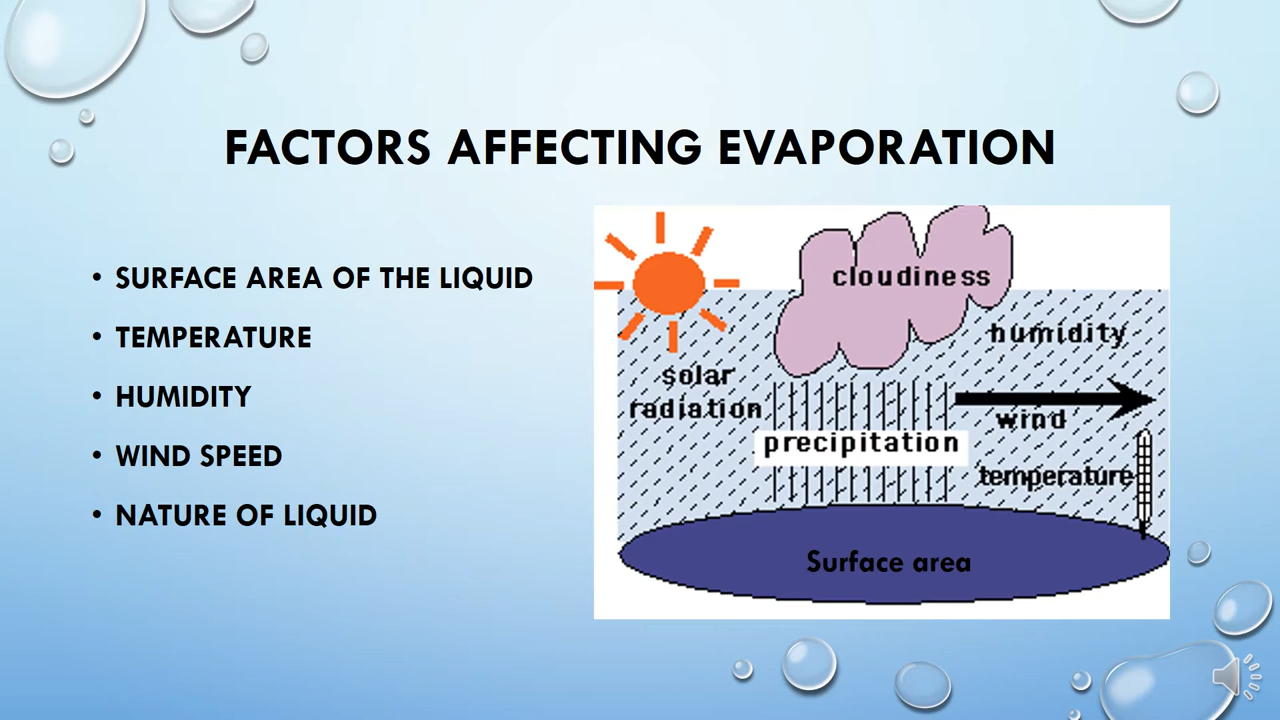 FACTORS AFFECTING EVAPORATION
• SURFACE AREA OF THE LIQUID
• TEMPERATURE
• HUMIDITY
• WIND SPEED
• NATURE OF LIQUID
cloudiness
humidity
solar
radiation
wind
precipitation
temperature
Surface area